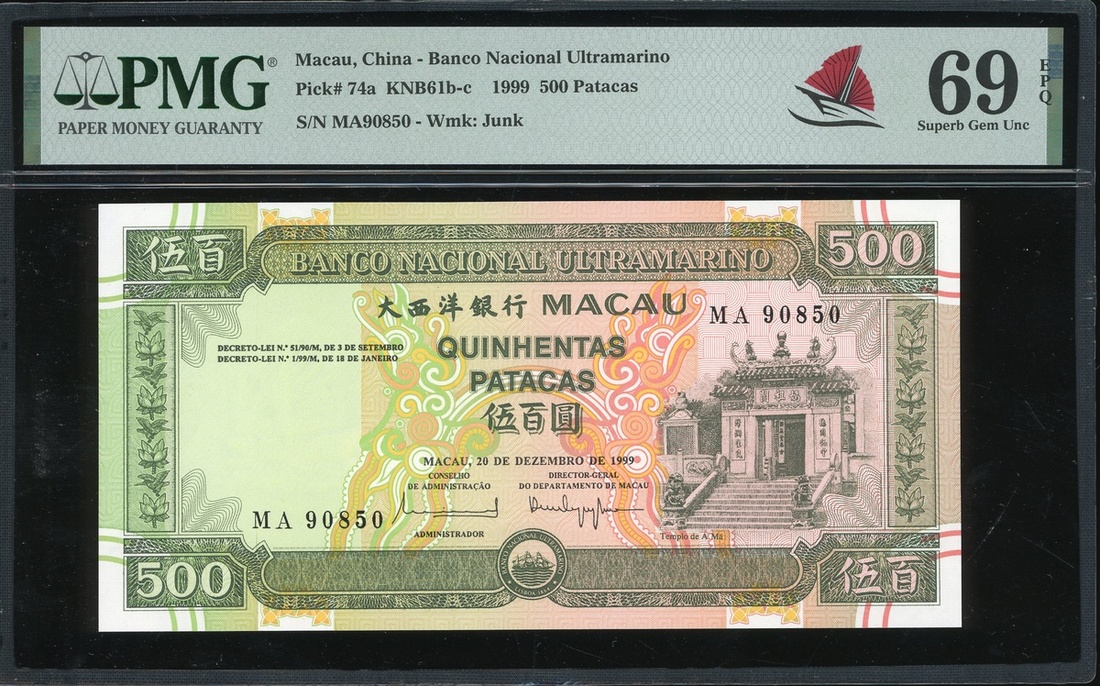 PMG®
PAPER MONEY GUARANTY
Macau, China - Banco Nacional Ultramarino
Pick# 74a KNB61b-c 1999 500 Patacas
S/N MA90850 - Wmk: Junk
69
EPQ
Superb Gem Unc
伍百
BANCO NACIONAL ULTRAMARINO
500
大西洋銀行 MACAU
MA 90850
DECRETO-LEI N.º 51/90/M, DE 3 DE SETEMBRO
DECRETO-LEI N.º 1/99/M, DE 18 DE JANEIRO
QUINHENTAS
PATACAS
伍百圓
MACAU, 20 DE DEZEMBRO DE 1999
CONSELHO
DE ADMINISTRAÇÃO
DIRECTOR-GERAL
DO DEPARTAMENTO DE MACAU
MA 90850
ADMINISTRADOR
Templo de A Má
500
伍百